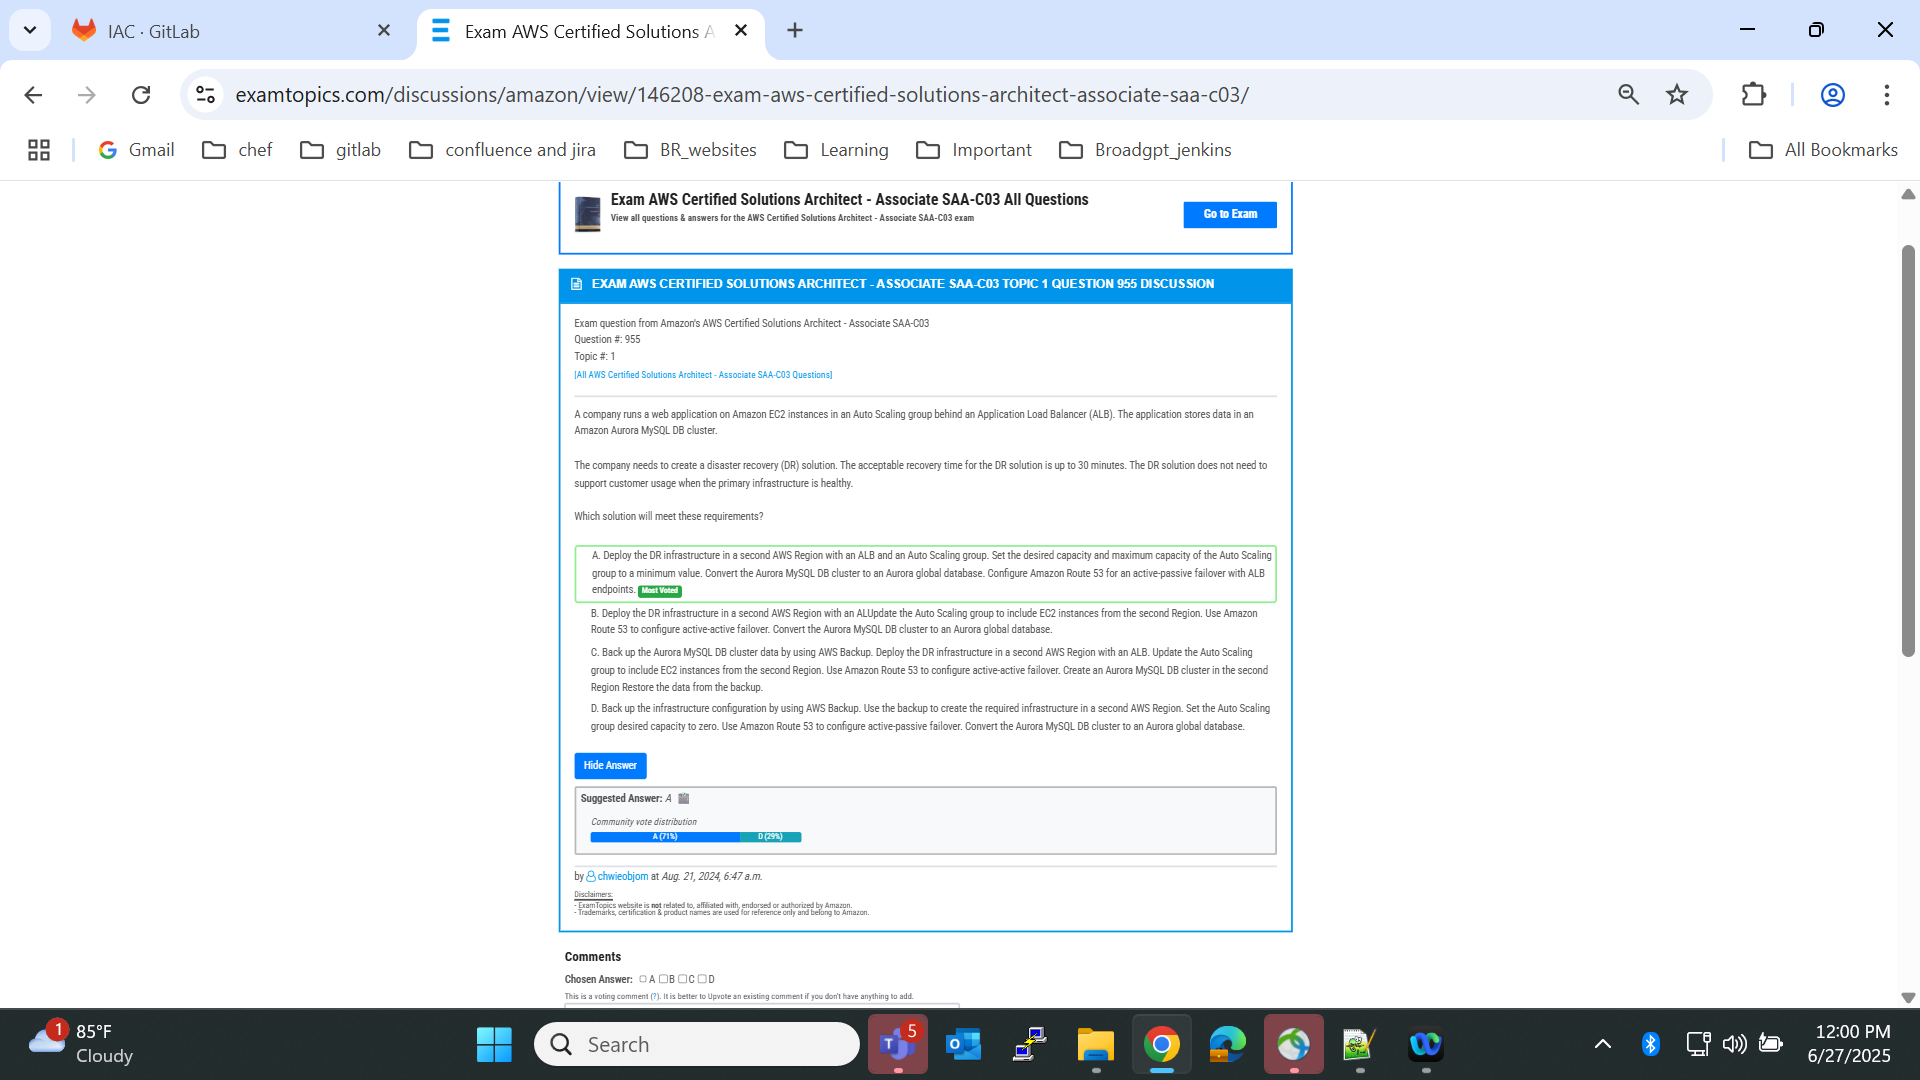 IAC · GitLab
Exam AWS Certified Solutions A
examtopics.com/discussions/amazon/view/146208-exam-aws-certified-solutions-architect-associate-saa-c03/
Gmail
chef
gitlab
confluence and jira
BR_websites
Learning
Important
Broadgpt_jenkins
All Bookmarks
Exam AWS Certified Solutions Architect - Associate SAA-C03 All Questions
View all questions & answers for the AWS Certified Solutions Architect - Associate SAA-C03 exam
Go to Exam
EXAM AWS CERTIFIED SOLUTIONS ARCHITECT - ASSOCIATE SAA-C03 TOPIC 1 QUESTION 955 DISCUSSION
Exam question from Amazon's AWS Certified Solutions Architect - Associate SAA-C03
Question #: 955
Topic #: 1
[All AWS Certified Solutions Architect - Associate SAA-C03 Questions]
A company runs a web application on Amazon EC2 instances in an Auto Scaling group behind an Application Load Balancer (ALB). The application stores data in an
Amazon Aurora MySQL DB cluster.
The company needs to create a disaster recovery (DR) solution. The acceptable recovery time for the DR solution is up to 30 minutes. The DR solution does not need to
support customer usage when the primary infrastructure is healthy.
Which solution will meet these requirements?
A. Deploy the DR infrastructure in a second AWS Region with an ALB and an Auto Scaling group. Set the desired capacity and maximum capacity of the Auto Scaling
group to a minimum value. Convert the Aurora MySQL DB cluster to an Aurora global database. Configure Amazon Route 53 for an active-passive failover with ALB
endpoints. Most Voted
B. Deploy the DR infrastructure in a second AWS Region with an ALUpdate the Auto Scaling group to include EC2 instances from the second Region. Use Amazon
Route 53 to configure active-active failover. Convert the Aurora MySQL DB cluster to an Aurora global database.
C. Back up the Aurora MySQL DB cluster data by using AWS Backup. Deploy the DR infrastructure in a second AWS Region with an ALB. Update the Auto Scaling
group to include EC2 instances from the second Region. Use Amazon Route 53 to configure active-active failover. Create an Aurora MySQL DB cluster in the second
Region Restore the data from the backup.
D. Back up the infrastructure configuration by using AWS Backup. Use the backup to create the required infrastructure in a second AWS Region. Set the Auto Scaling
group desired capacity to zero. Use Amazon Route 53 to configure active-passive failover. Convert the Aurora MySQL DB cluster to an Aurora global database.
Hide Answer
Suggested Answer: A
Community vote distribution
A (71%)
D (29%)
by chwieobjom at Aug. 21, 2024, 6:47 a.m.
Disclaimers:
- ExamTopics website is not related to, affiliated with, endorsed or authorized by Amazon.
- Trademarks, certification & product names are used for reference only and belong to Amazon.
Comments
Chosen Answer: A B C D
This is a voting comment (?). It is better to Upvote an existing comment if you don't have anything to add.
1
85°F
Cloudy
Search
5
12:00 PM
6/27/2025